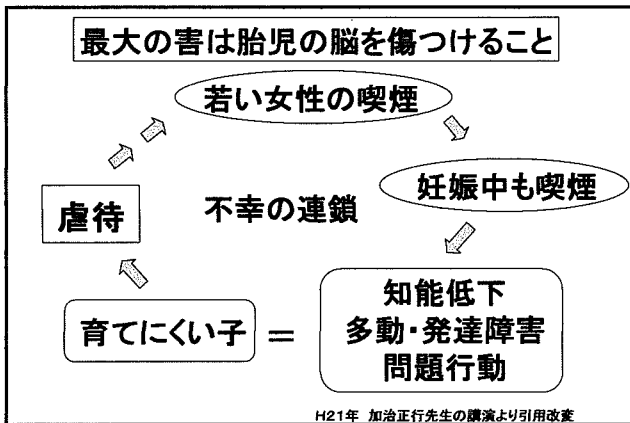 最大の害は胎児の脳を傷つけること
若い女性の喫煙
妊娠中も喫煙
不幸の連鎖
虐待
知能低下
多動・発達障害
問題行動
育てにくい子
=
H21年 加治正行先生の講演より引用改変